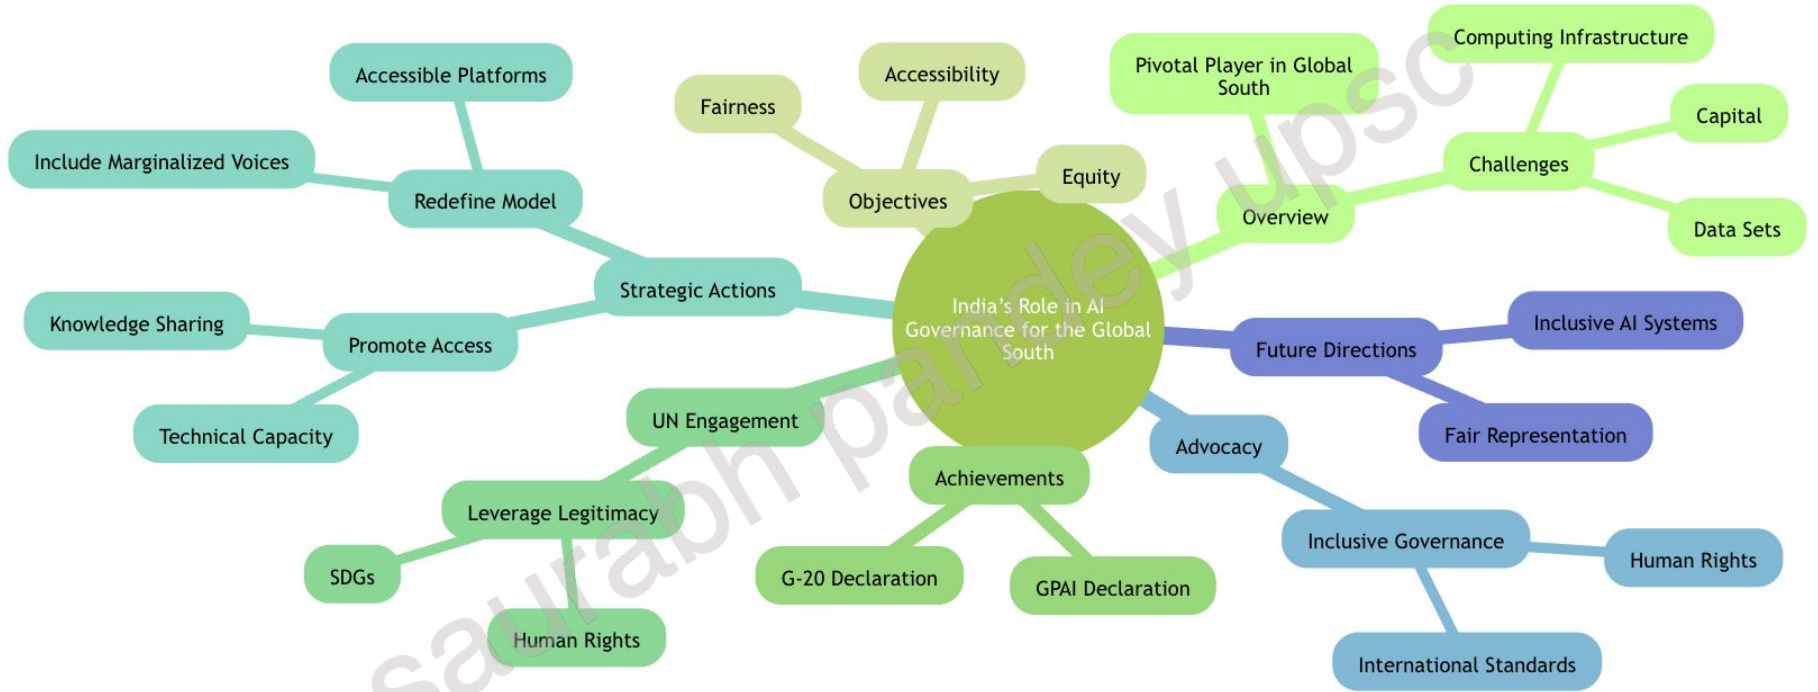 Computing Infrastructure
Accessible Platforms
Accessibility
Pivotal Player in Global
South
Fairness
Capital
Include Marginalized Voices
Challenges
Equity
Redefine Model
Objectives
Overview
Data Sets
Strategic Actions
India’s Role in AI
Governance for the Global
South
Knowledge Sharing
Promote Access
Inclusive AI Systems
Future Directions
UN Engagement
Technical Capacity
Fair Representation
Advocacy
Achievements
Leverage Legitimacy
Inclusive Governance
SDGs
G-20 Declaration
GPAI Declaration
Human Rights
Human Rights
International Standards
saurabh pandey upsc